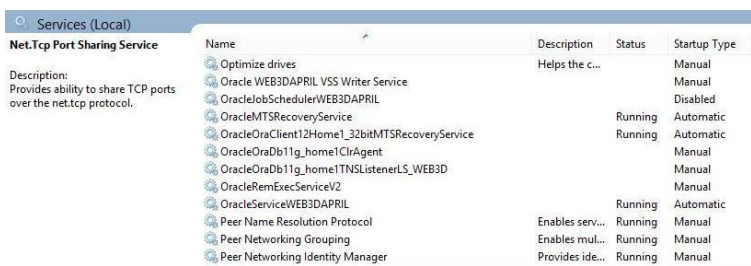 Services (Local)
Net.Tcp Port Sharing Service
Description:
Provides ability to share TCP ports
over the net.tcp protocol.
Name Description Status Startup Type
Optimize drives Helps the c... Manual
Oracle WEB3DAPRIL VSS Writer Service Manual
OracleJobSchedulerWEB3DAPRIL Disabled
OracleMTSRecoveryService Running Automatic
OracleOraClient12Home1_32bitMTSRecoveryService Running Automatic
OracleOraDb11g_home1ClrAgent Manual
OracleOraDb11g_home1TNSListenerLS_WEB3D Manual
OracleRemExecServiceV2 Manual
OracleServiceWEB3DAPRIL Running Automatic
Peer Name Resolution Protocol Enables serv... Running Manual
Peer Networking Grouping Enables mul... Running Manual
Peer Networking Identity Manager Provides ide... Running Manual